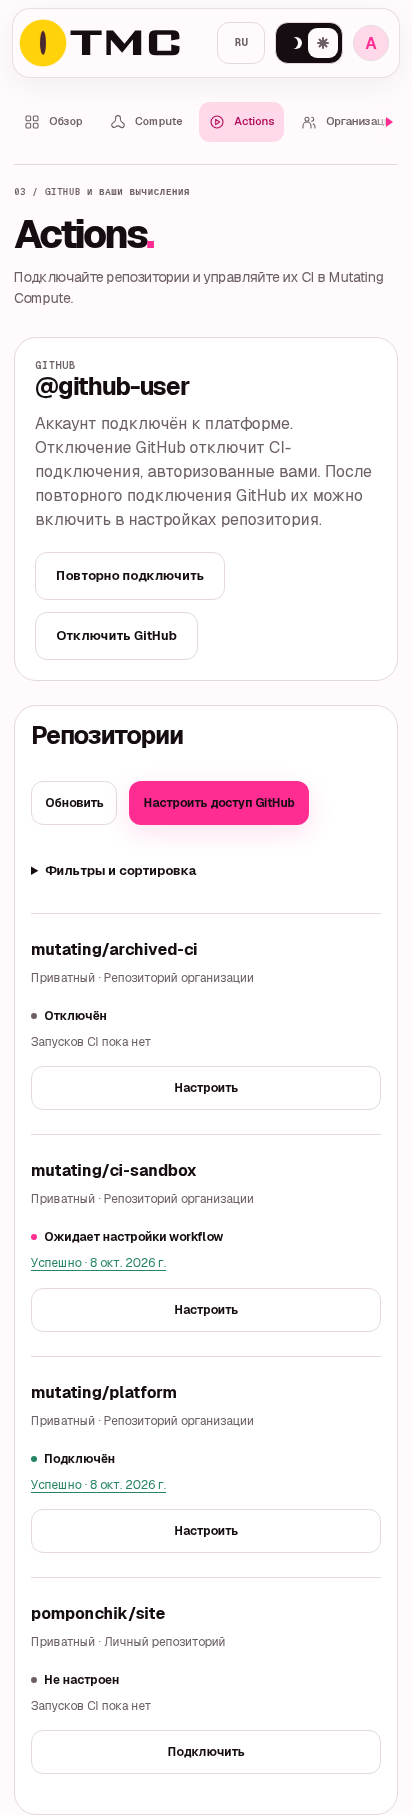 TMC
RU
A
Обзор
Compute
Actions
Организац
03 / GITHUB И ВАШИ ВЫЧИСЛЕНИЯ
Actions.
Подключайте репозитории и управляйте их CI в Mutating
Compute.
GITHUB
@github-user
Аккаунт подключён к платформе.
Отключение GitHub отключит CI-
подключения, авторизованные вами. После
повторного подключения GitHub их можно
включить в настройках репозитория.
Повторно подключить
Отключить GitHub
Репозитории
Обновить
Настроить доступ GitHub
Фильтры и сортировка
mutating/archived-ci
Приватный · Репозиторий организации
Отключён
Запусков CI пока нет
Настроить
mutating/ci-sandbox
Приватный · Репозиторий организации
Ожидает настройки workflow
Успешно · 8 окт. 2026 г.
Настроить
mutating/platform
Приватный · Репозиторий организации
Подключён
Успешно · 8 окт. 2026 г.
Настроить
pomponchik/site
Приватный · Личный репозиторий
Не настроен
Запусков CI пока нет
Подключить